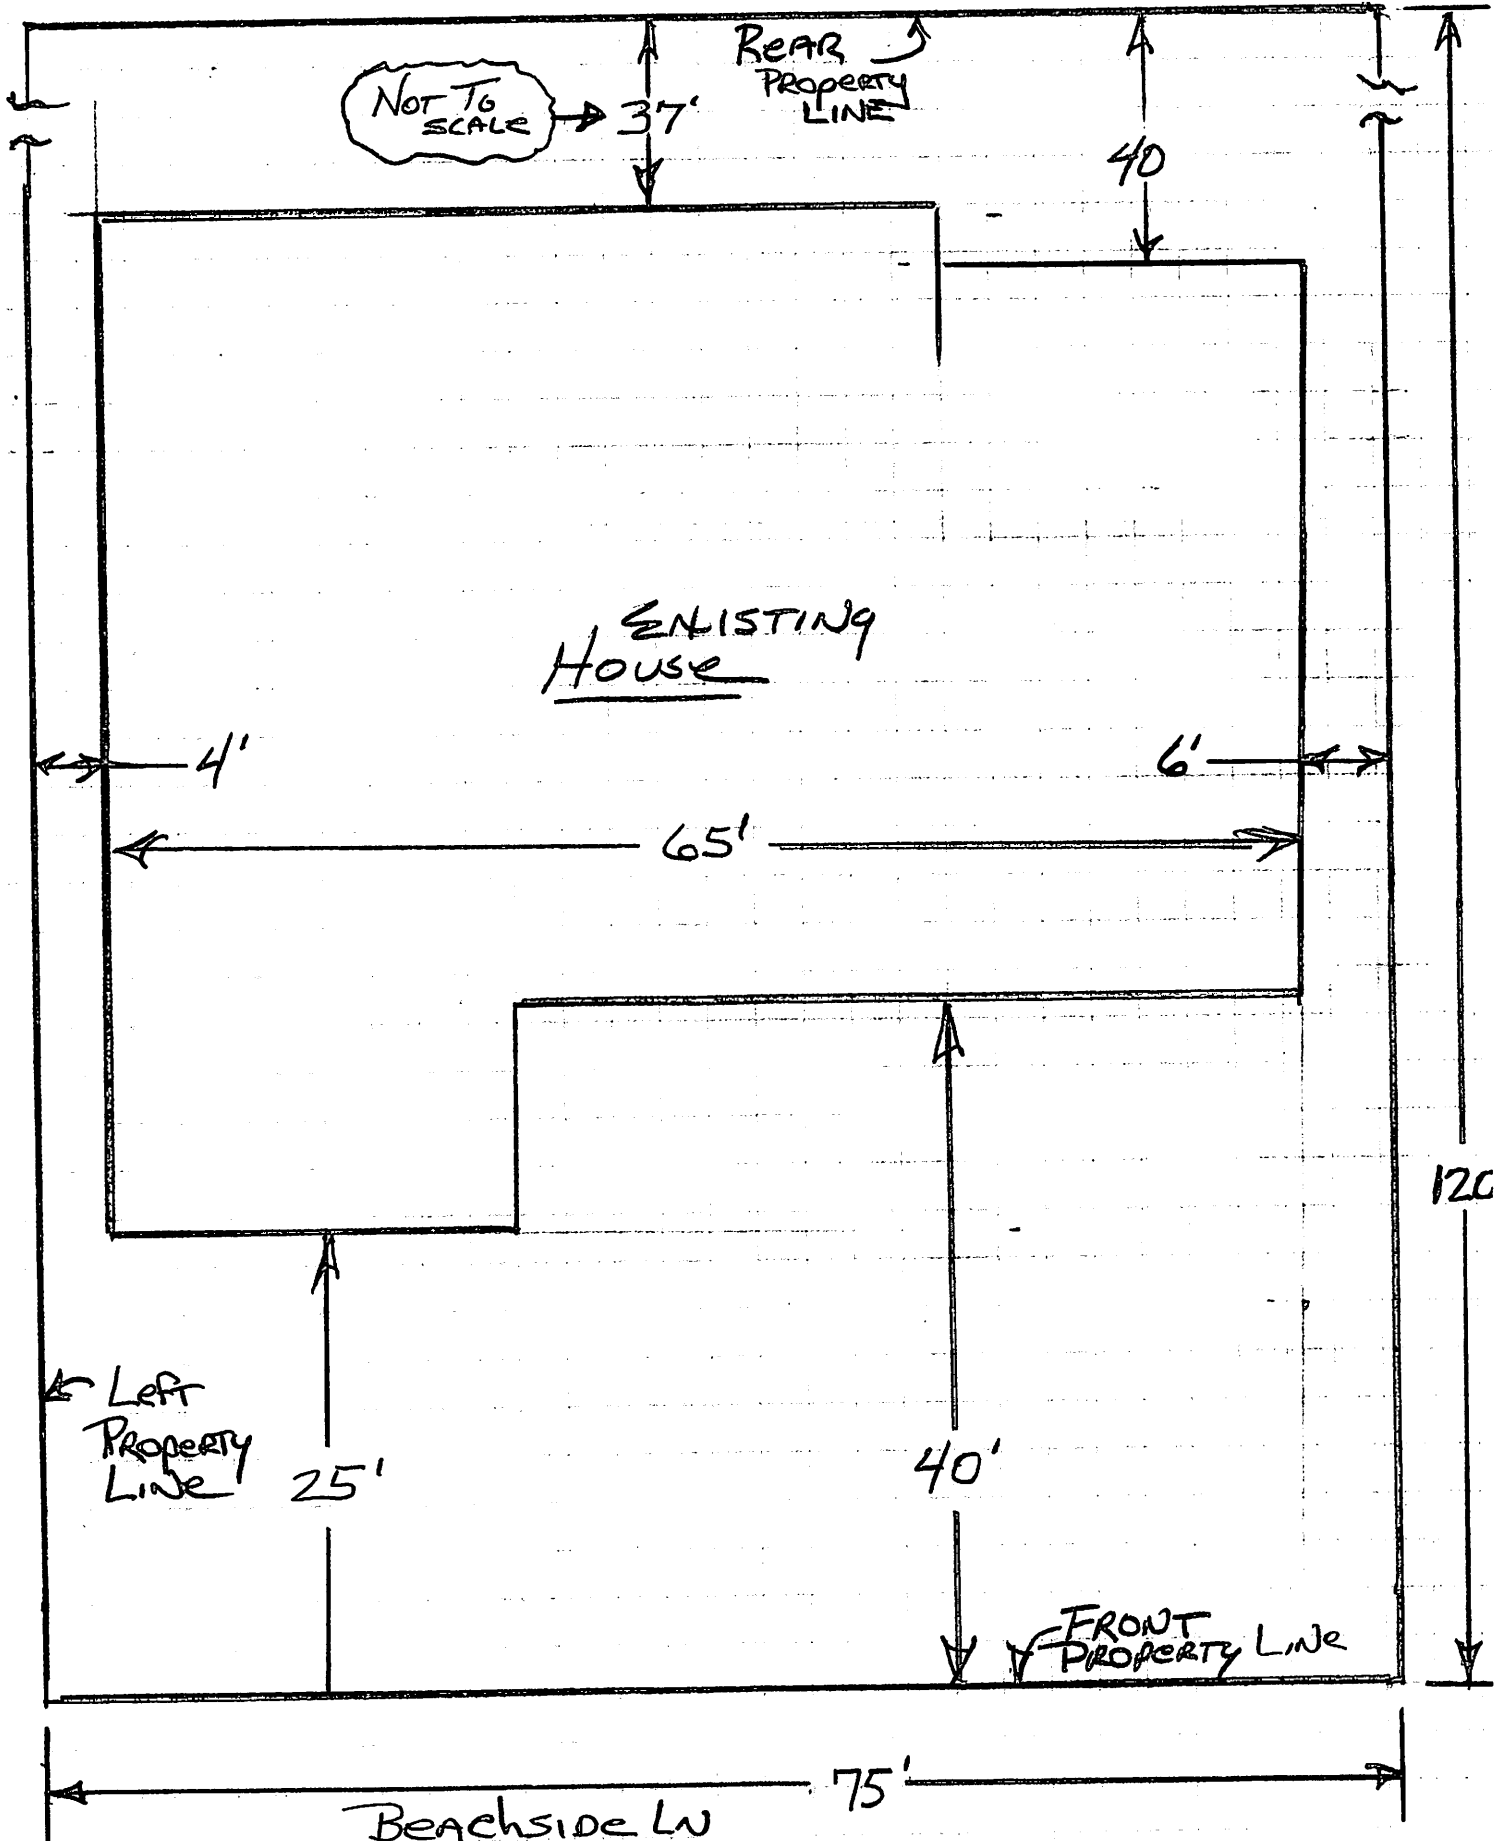 REAR
PROPERTY
LINE
NOT TO
SCALE
37'
40
ENLISTING
HOUSE
4'
6'
65'
120
Left
PROPERTY
LINE
25'
40'
FRONT
PROPERTY LINE
75'
BEACHSIDE LN